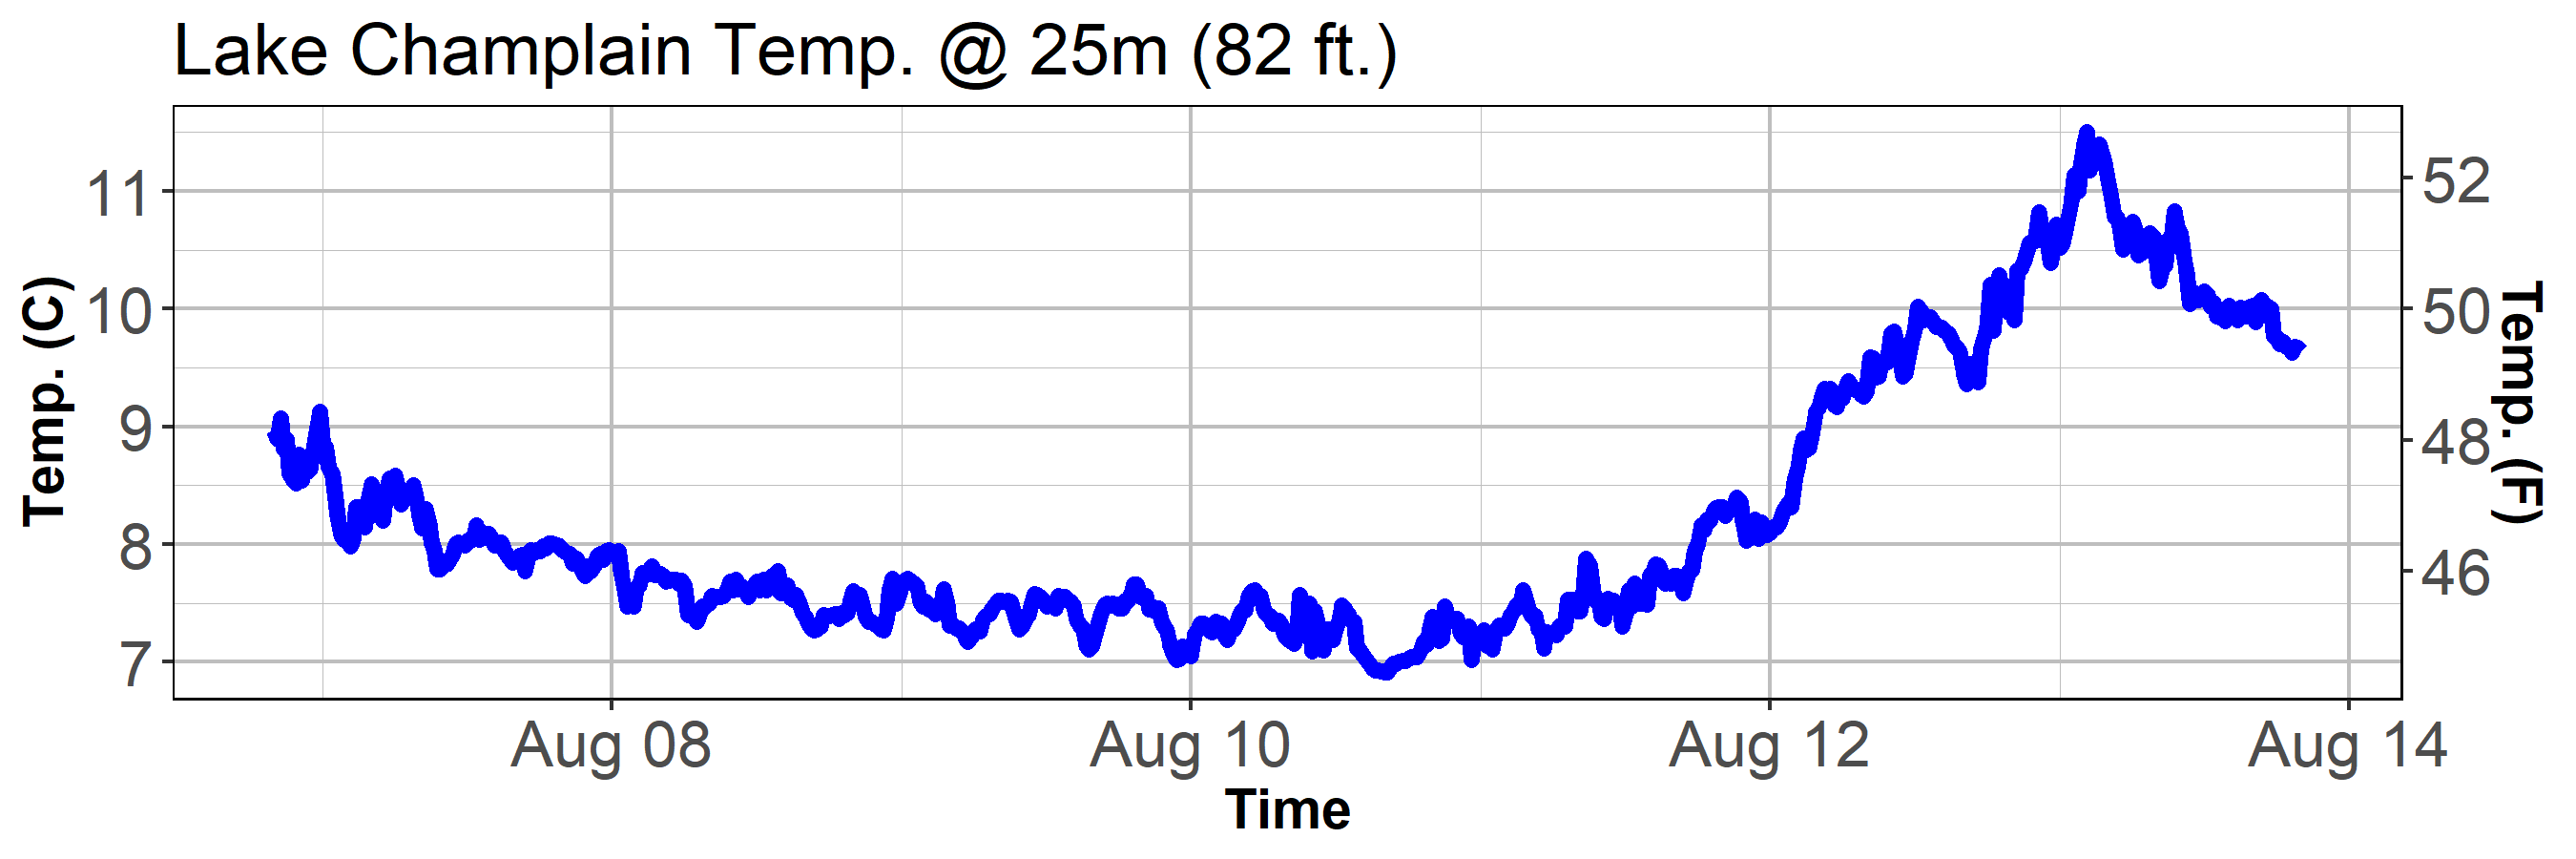 Lake Champlain Temp. @ 25m (82 ft.)
Temp. (C)
11
10
9
8
7
52
50
48
46
Temp. (F)
Aug 08 Aug 10 Aug 12 Aug 14
Time